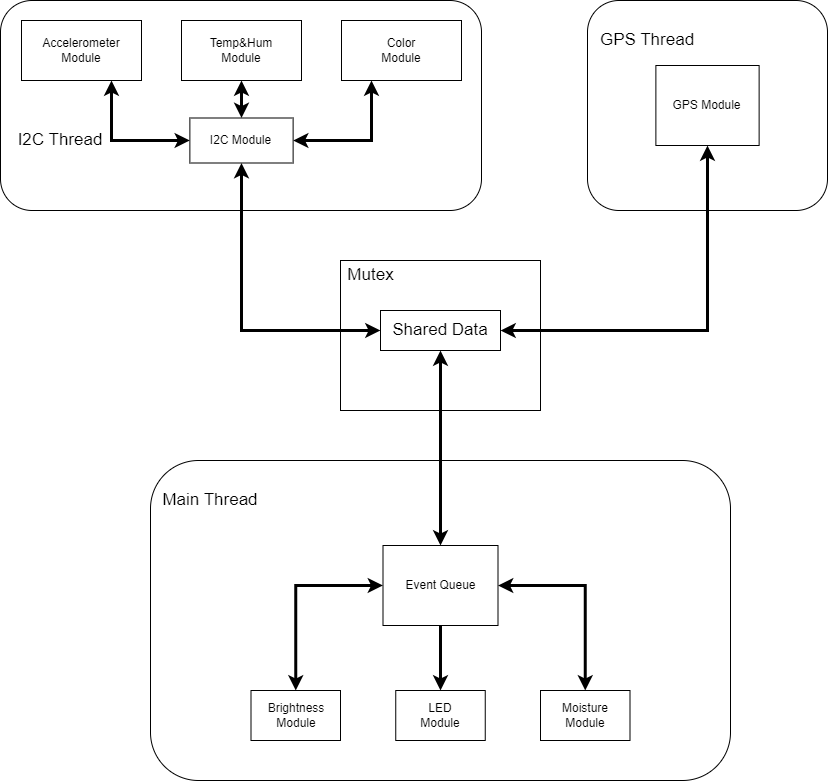 Accelerometer
Module
Temp&Hum
Module
Color
Module
I2C Thread
I2C Module
GPS Thread
GPS Module
Mutex
Shared Data
Main Thread
Event Queue
Brightness
Module
LED
Module
Moisture
Module